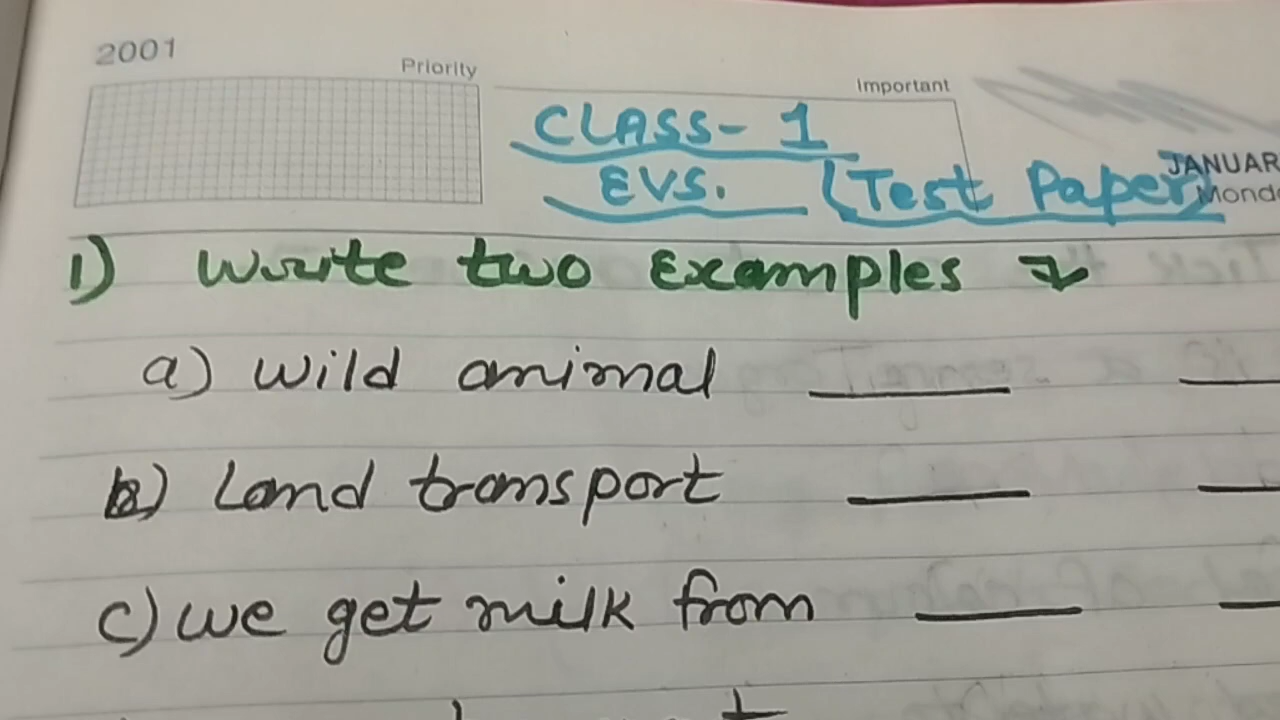 2001
Priority
Important
CLASS- 1
JANUAR
EVS. (Test Paper)
Monda
1) Write two Examples
a) wild animal
b) Land transport
c) we get milk from